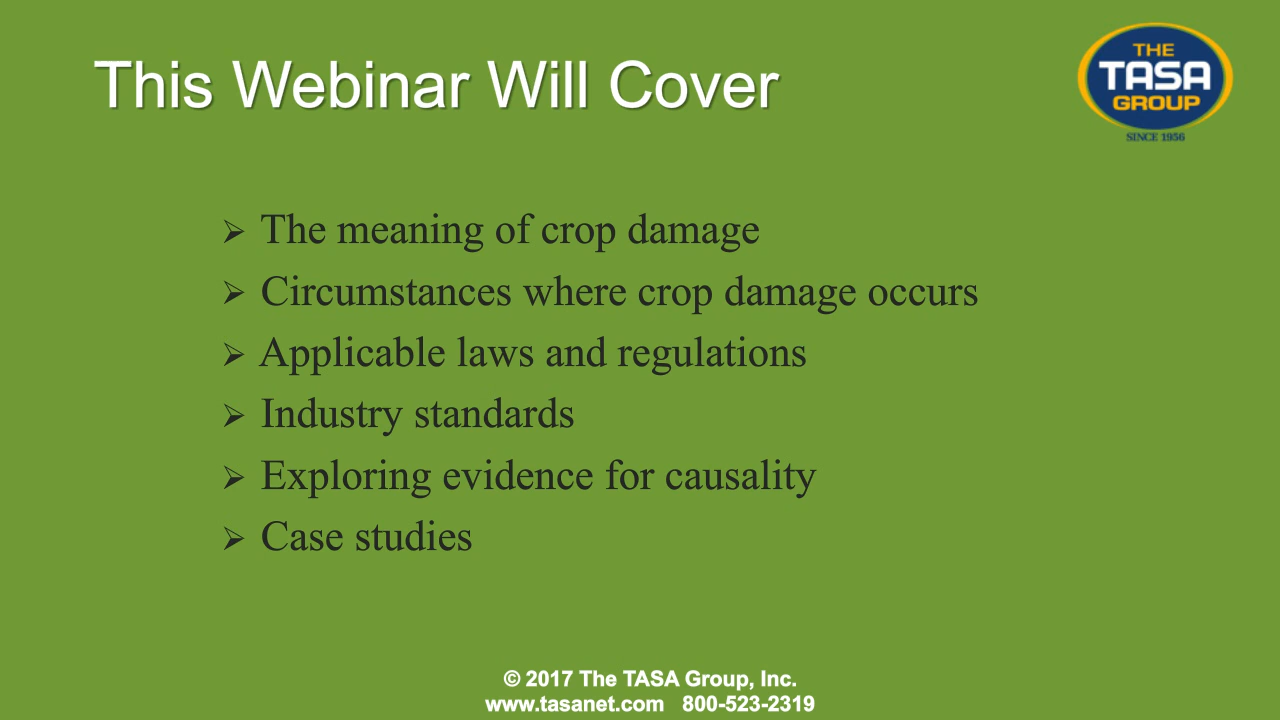 This Webinar Will Cover
THE
TASA
GROUP
SINCE 1956
➢ The meaning of crop damage
➢ Circumstances where crop damage occurs
➢ Applicable laws and regulations
➢ Industry standards
➢ Exploring evidence for causality
➢ Case studies
© 2017 The TASA Group, Inc.
www.tasanet.com 800-523-2319